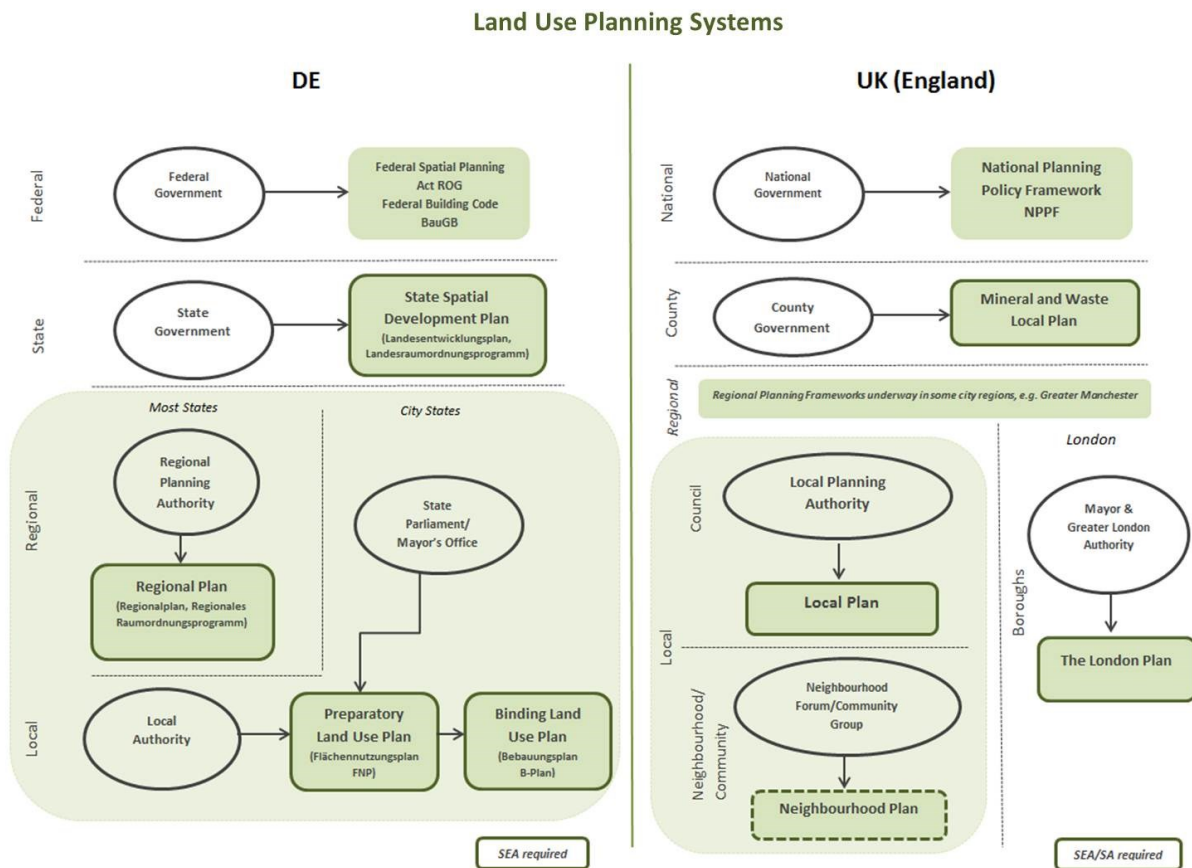 Land Use Planning Systems
DE
Federal
Federal
Government
Federal Spatial Planning
Act ROG
Federal Building Code
BauGB
State
State
Government
State Spatial
Development Plan
(Landesentwicklungsplan,
Landesraumordnungsprogramm)
Most States
City States
Regional
Regional
Planning
Authority
State
Parliament/
Mayor's Office
Regional Plan
(Regionalplan, Regionales
Raumordnungsprogramm)
Local
Local
Authority
Preparatory
Land Use Plan
(Flächennutzungsplan
FNP)
Binding Land
Use Plan
(Bebauungsplan
B-Plan)
SEA required
UK (England)
National
National
Government
National Planning
Policy Framework
NPPF
County
County
Government
Mineral and Waste
Local Plan
Regional
Regional Planning Frameworks underway in some city regions, e.g. Greater Manchester
Local
Council
Local Planning
Authority
Local Plan
Neighbourhood/
Community
Neighbourhood
Forum/Community
Group
Neighbourhood Plan
London
Boroughs
Mayor &
Greater London
Authority
The London Plan
SEA/SA required